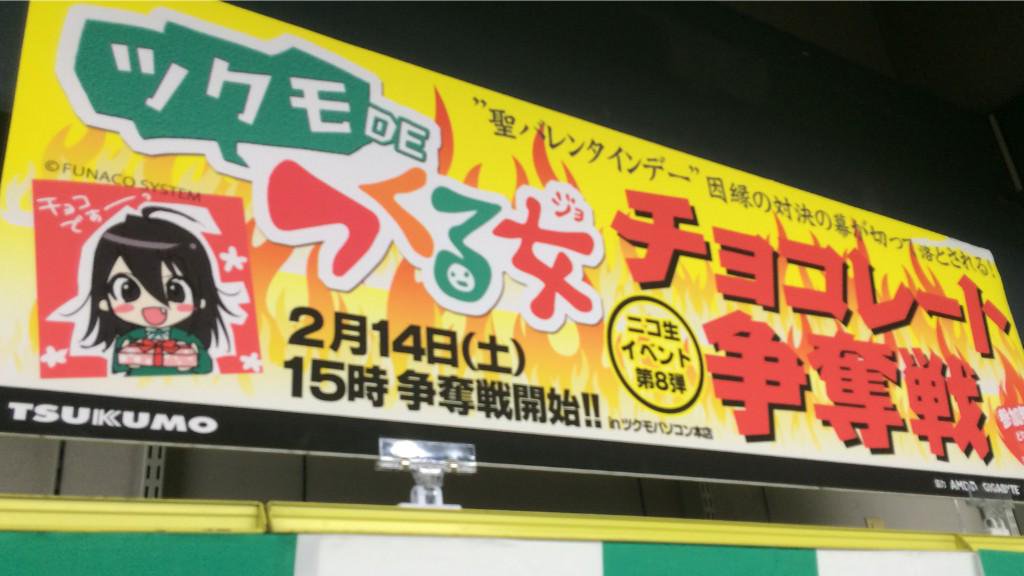 ツクモDE
つくる女
ジョ
©FUNACO SYSTEM
チョコ
ですーっ
2月14日(土)
15時 争奪戦開始!!
"聖バレンタインデー"因縁の対決の幕が切って落とされる!
チョコレート
争奪戦
ニコ生
イベント
第8弾
inツクモパソコン本店
TSUKUMO
AMD GIGABYTE